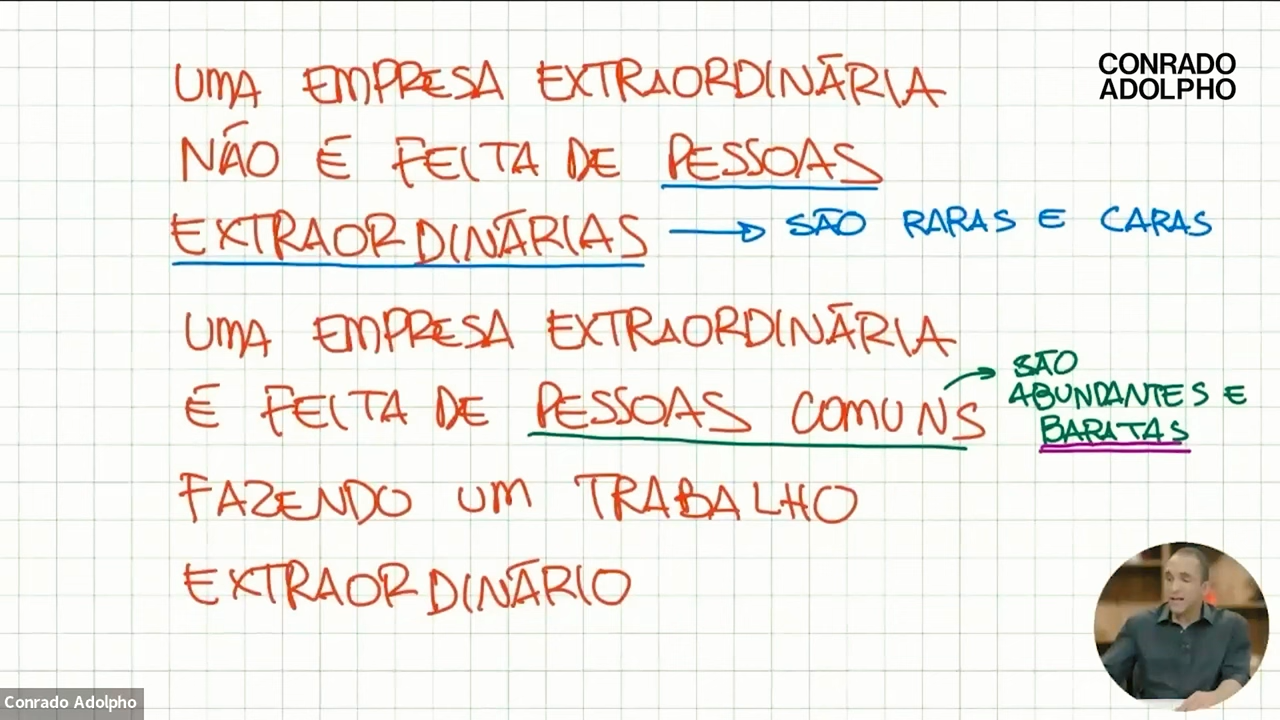 CONRADO
ADOLPHO
UMA EMPRESA EXTRAORDINÁRIA
NÃO É FEITA DE PESSOAS
EXTRAORDINÁRIAS → SÃO RARAS E CARAS
UMA EMPRESA EXTRAORDINÁRIA
É FEITA DE PESSOAS COMUNS → SÃO
ABUNDANTES E
BARATAS
FAZENDO UM TRABALHO
EXTRAORDINÁRIO
Conrado Adolpho